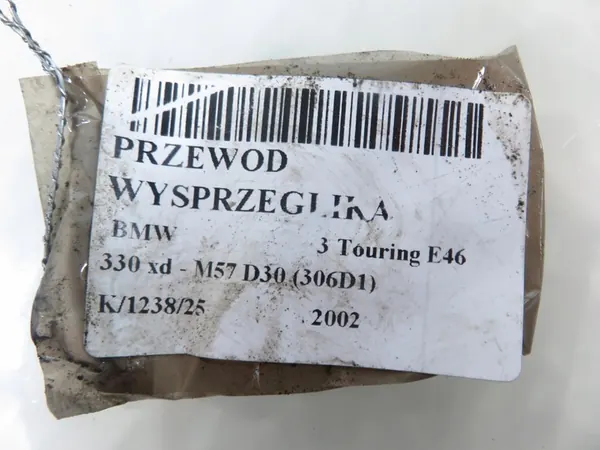 PRZEWOD
WYSPRZEGLIKA
BMW 3 Touring E46
330 xd - M57 D30 (306D1)
K/1238/25 2002